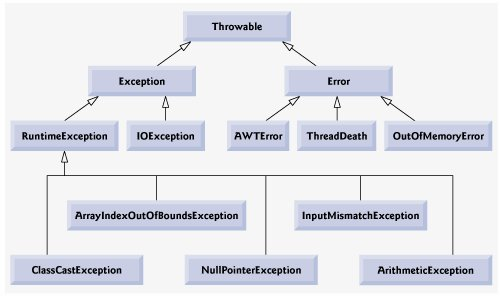 Throwable
Exception
Error
RuntimeException
IOException
AWTError
ThreadDeath
OutOfMemoryError
ArrayIndexOutOfBoundsException
InputMismatchException
ClassCastException
NullPointerException
ArithmeticException